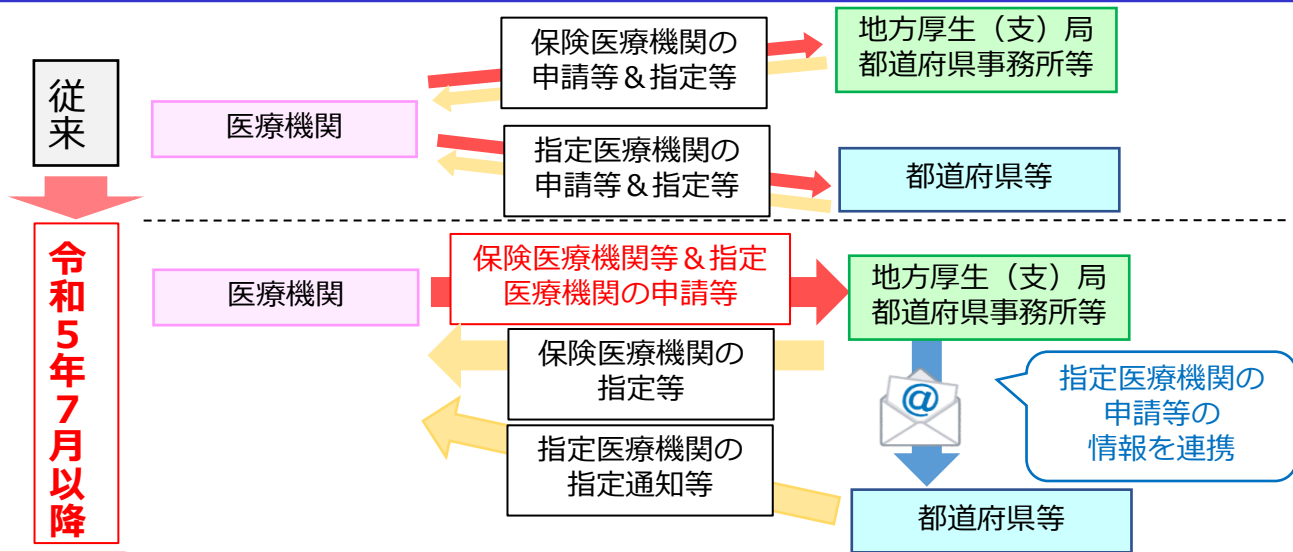 従来
医療機関
保険医療機関の
申請等＆指定等
地方厚生（支）局
都道府県事務所等
指定医療機関の
申請等＆指定等
都道府県等
令和5年7月以降
医療機関
保険医療機関等＆指定
医療機関の申請等
地方厚生（支）局
都道府県事務所等
保険医療機関の
指定等
@
指定医療機関の
申請等の
情報を連携
指定医療機関の
指定通知等
都道府県等